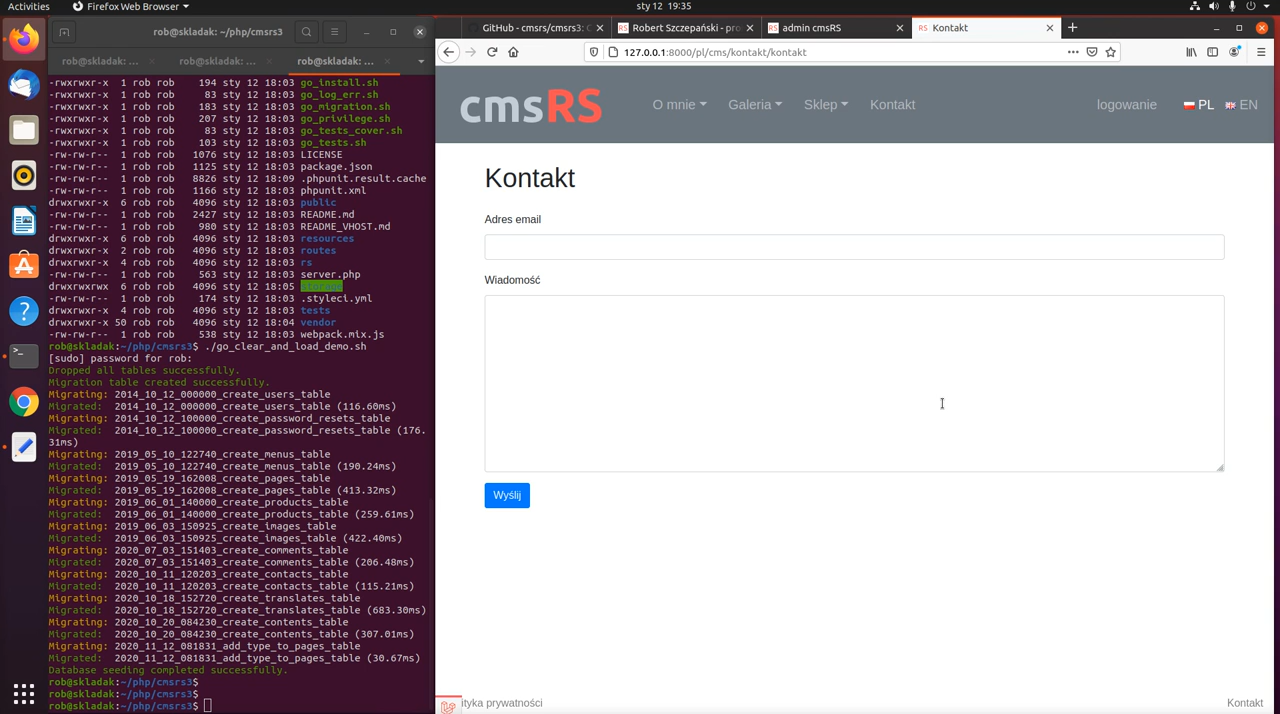 Activities
Firefox Web Browser
sty 12 19:35
rob@skladak: ~/php/cmsrs3
rob@skladak: ...
rob@skladak: ...
rob@skladak: ...
-rwxrwxr-x 1 rob rob 194 sty 12 18:03 go_install.sh
-rwxrwxr-x 1 rob rob 83 sty 12 18:03 go_log_err.sh
-rwxrwxr-x 1 rob rob 183 sty 12 18:03 go_migration.sh
-rwxrwxr-x 1 rob rob 207 sty 12 18:03 go_privilege.sh
-rwxrwxr-x 1 rob rob 83 sty 12 18:03 go_tests_cover.sh
-rwxrwxr-x 1 rob rob 103 sty 12 18:03 go_tests.sh
-rw-rw-r-- 1 rob rob 1076 sty 12 18:03 LICENSE
-rw-rw-r-- 1 rob rob 1125 sty 12 18:03 package.json
-rw-rw-r-- 1 rob rob 8826 sty 12 18:09 .phpunit.result.cache
-rw-rw-r-- 1 rob rob 1166 sty 12 18:03 phpunit.xml
drwxrwxr-x 6 rob rob 4096 sty 12 18:03 public
-rw-rw-r-- 1 rob rob 2427 sty 12 18:03 README.md
-rw-rw-r-- 1 rob rob 980 sty 12 18:03 README_VHOST.md
drwxrwxr-x 6 rob rob 4096 sty 12 18:03 resources
drwxrwxr-x 2 rob rob 4096 sty 12 18:03 routes
drwxrwxr-x 4 rob rob 4096 sty 12 18:03 rs
-rw-rw-r-- 1 rob rob 563 sty 12 18:03 server.php
drwxrwxrwx 6 rob rob 4096 sty 12 18:05 storage
-rw-rw-r-- 1 rob rob 174 sty 12 18:03 .styleci.yml
drwxrwxr-x 4 rob rob 4096 sty 12 18:03 tests
drwxrwxr-x 50 rob rob 4096 sty 12 18:04 vendor
-rw-rw-r-- 1 rob rob 538 sty 12 18:03 webpack.mix.js
rob@skladak:~/php/cmsrs3$ ./go_clear_and_load_demo.sh
[sudo] password for rob:
Dropped all tables successfully.
Migration table created successfully.
Migrating: 2014_10_12_000000_create_users_table
Migrated: 2014_10_12_000000_create_users_table (116.60ms)
Migrating: 2014_10_12_100000_create_password_resets_table
Migrated: 2014_10_12_100000_create_password_resets_table (176.
31ms)
Migrating: 2019_05_10_122740_create_menus_table
Migrated: 2019_05_10_122740_create_menus_table (190.24ms)
Migrating: 2019_05_19_162008_create_pages_table
Migrated: 2019_05_19_162008_create_pages_table (413.32ms)
Migrating: 2019_06_01_140000_create_products_table
Migrated: 2019_06_01_140000_create_products_table (259.61ms)
Migrating: 2019_06_03_150925_create_images_table
Migrated: 2019_06_03_150925_create_images_table (422.40ms)
Migrating: 2020_07_03_151403_create_comments_table
Migrated: 2020_07_03_151403_create_comments_table (206.48ms)
Migrating: 2020_10_11_120203_create_contacts_table
Migrated: 2020_10_11_120203_create_contacts_table (115.21ms)
Migrating: 2020_10_18_152720_create_translates_table
Migrated: 2020_10_18_152720_create_translates_table (683.30ms)
Migrating: 2020_10_20_084230_create_contents_table
Migrated: 2020_10_20_084230_create_contents_table (307.01ms)
Migrating: 2020_11_12_081831_add_type_to_pages_table
Migrated: 2020_11_12_081831_add_type_to_pages_table (30.67ms)
Database seeding completed successfully.
rob@skladak:~/php/cmsrs3$
rob@skladak:~/php/cmsrs3$
rob@skladak:~/php/cmsrs3$
GitHub - cmsrs/cmsrs3: C
RS Robert Szczepański - pro
RS admin cmsRS
RS Kontakt
127.0.0.1:8000/pl/cms/kontakt/kontakt
cmsRS
O mnie
Galeria
Sklep
Kontakt
logowanie
PL
EN
Kontakt
Adres email
Wiadomość
Wyślij
ityka prywatności
Kontakt